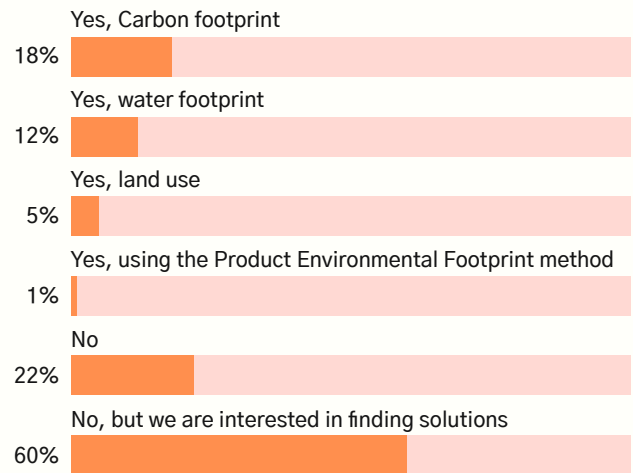 Yes, Carbon footprint
18%
Yes, water footprint
12%
Yes, land use
5%
Yes, using the Product Environmental Footprint method
1%
No
22%
No, but we are interested in finding solutions
60%